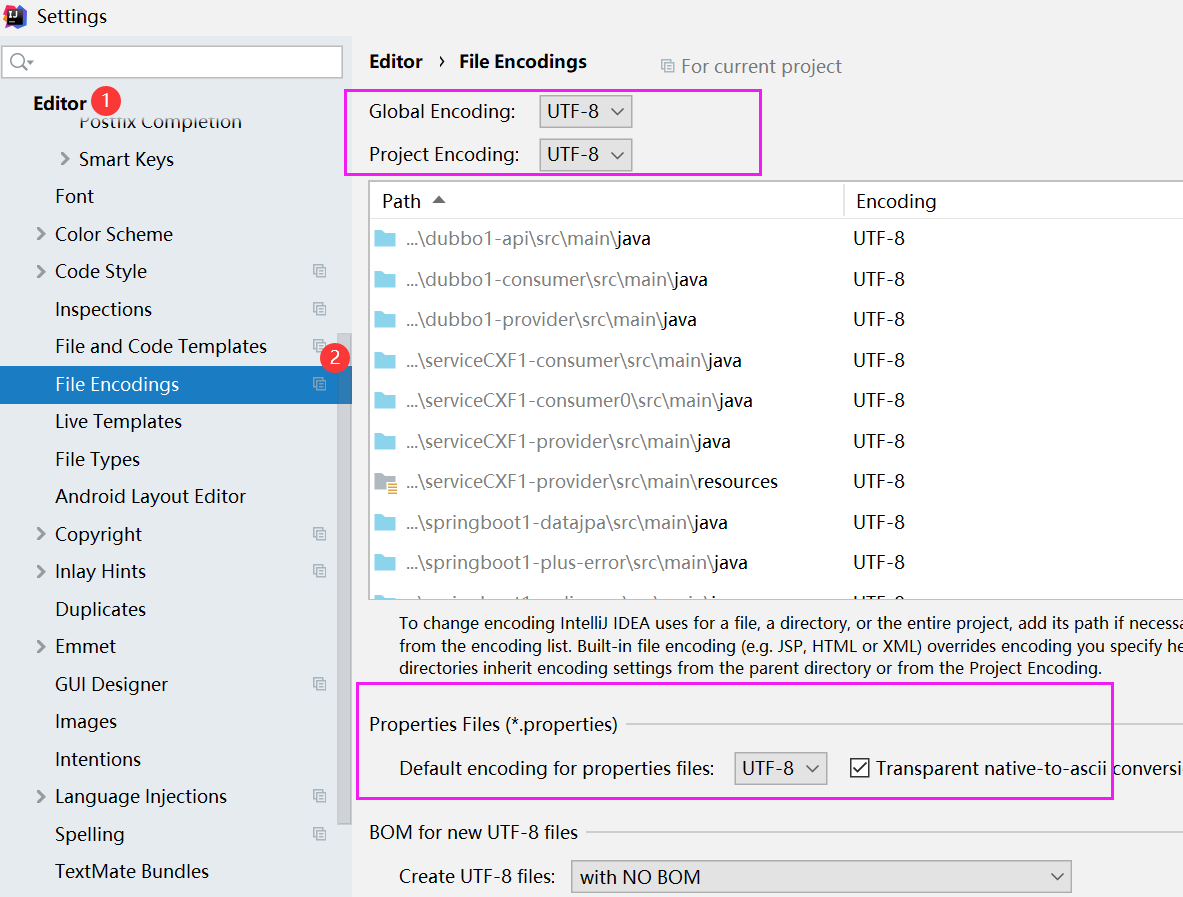 Settings
Editor 1
Postfix Completion
Smart Keys
Font
Color Scheme
Code Style
Inspections
File and Code Templates
2
File Encodings
Live Templates
File Types
Android Layout Editor
Copyright
Inlay Hints
Duplicates
Emmet
GUI Designer
Images
Intentions
Language Injections
Spelling
TextMate Bundles
Editor › File Encodings For current project
Global Encoding: UTF-8
Project Encoding: UTF-8
Path Encoding
...\dubbo1-api\src\main\java UTF-8
...\dubbo1-consumer\src\main\java UTF-8
...\dubbo1-provider\src\main\java UTF-8
...\serviceCXF1-consumer\src\main\java UTF-8
...\serviceCXF1-consumer0\src\main\java UTF-8
...\serviceCXF1-provider\src\main\java UTF-8
...\serviceCXF1-provider\src\main\resources UTF-8
...\springboot1-datajpa\src\main\java UTF-8
...\springboot1-plus-error\src\main\java UTF-8
To change encoding IntelliJ IDEA uses for a file, a directory, or the entire project, add its path if necessa
from the encoding list. Built-in file encoding (e.g. JSP, HTML or XML) overrides encoding you specify he
directories inherit encoding settings from the parent directory or from the Project Encoding.
Properties Files (*.properties)
Default encoding for properties files: UTF-8 Transparent native-to-ascii conversi
BOM for new UTF-8 files
Create UTF-8 files: with NO BOM